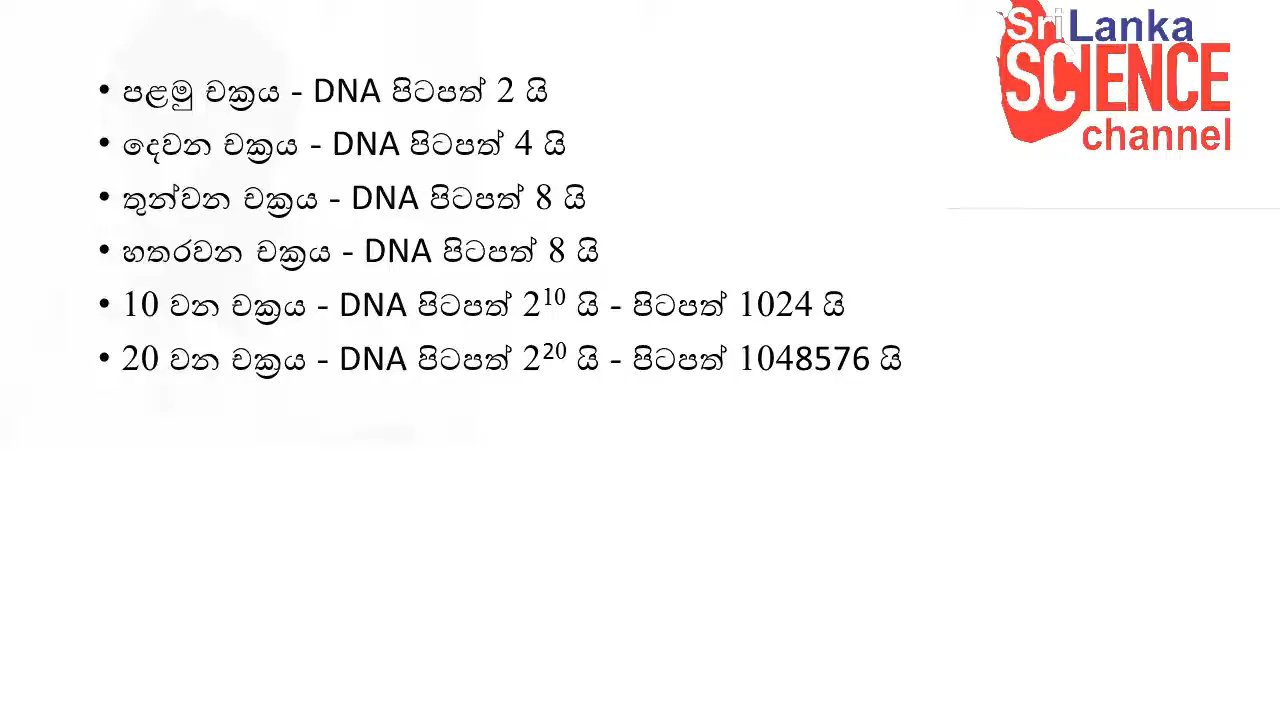 Sri Lanka
SCIENCE
channel
• පළමු චක්‍රය - DNA පිටපත් 2 යි
• දෙවන චක්‍රය - DNA පිටපත් 4 යි
• තුන්වන චක්‍රය - DNA පිටපත් 8 යි
• හතරවන චක්‍රය - DNA පිටපත් 8 යි
• 10 වන චක්‍රය - DNA පිටපත් 2¹⁰ යි - පිටපත් 1024 යි
• 20 වන චක්‍රය - DNA පිටපත් 2²⁰ යි - පිටපත් 1048576 යි